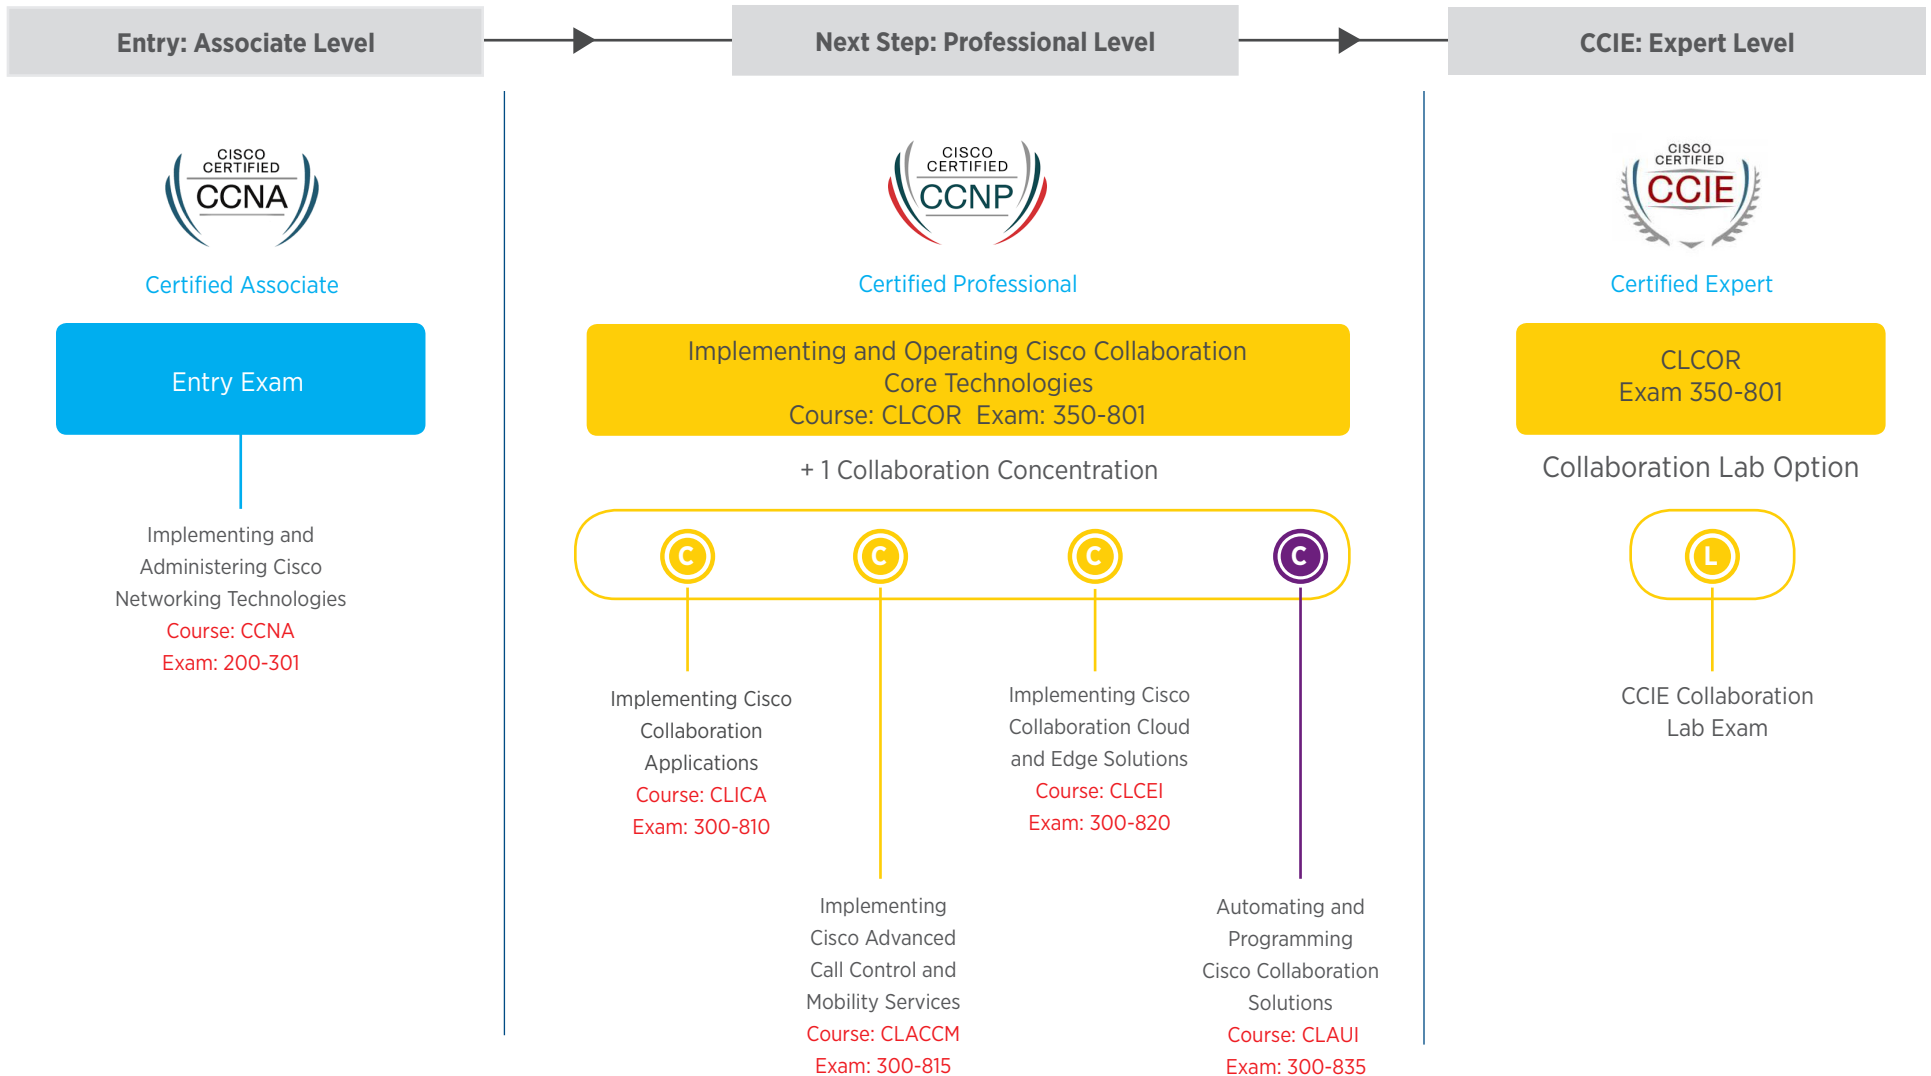 Entry: Associate Level
Next Step: Professional Level
CCIE: Expert Level
CISCO
CERTIFIED
CCNA
Certified Associate
Entry Exam
Implementing and
Administering Cisco
Networking Technologies
Course: CCNA
Exam: 200-301
CISCO
CERTIFIED
CCNP
Certified Professional
Implementing and Operating Cisco Collaboration
Core Technologies
Course: CLCOR Exam: 350-801
+ 1 Collaboration Concentration
C
C
C
C
Implementing Cisco
Collaboration
Applications
Course: CLICA
Exam: 300-810
Implementing
Cisco Advanced
Call Control and
Mobility Services
Course: CLACCM
Exam: 300-815
Implementing Cisco
Collaboration Cloud
and Edge Solutions
Course: CLCEI
Exam: 300-820
Automating and
Programming
Cisco Collaboration
Solutions
Course: CLAUI
Exam: 300-835
CISCO
CERTIFIED
CCIE
Certified Expert
CLCOR
Exam 350-801
Collaboration Lab Option
L
CCIE Collaboration
Lab Exam